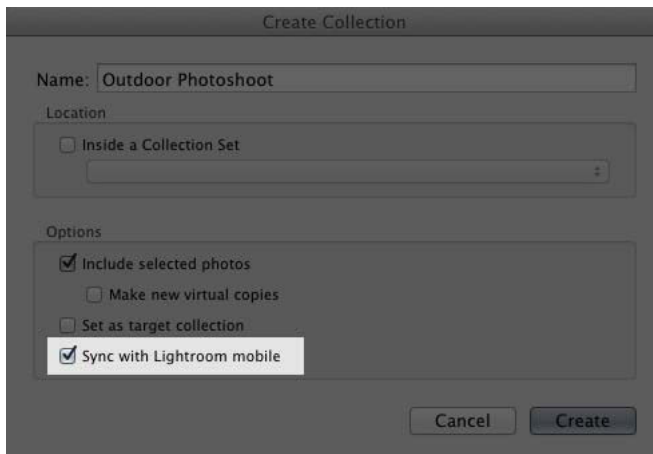 Create Collection
Name: Outdoor Photoshoot
Location
Inside a Collection Set
Options
Include selected photos
Make new virtual copies
Set as target collection
Sync with Lightroom mobile
Cancel Create